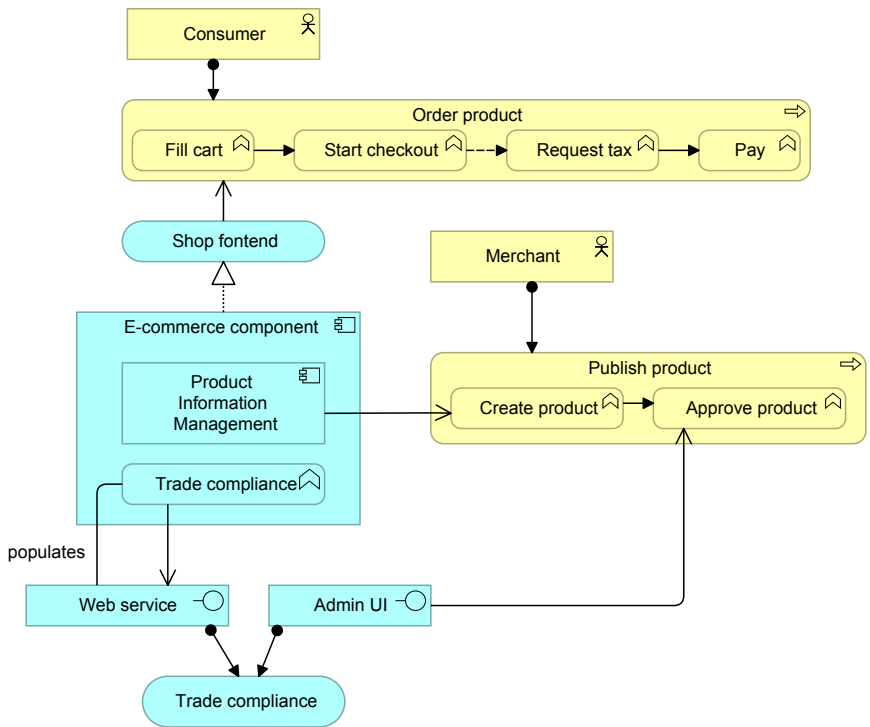 Consumer
Order product
Fill cart
Start checkout
Request tax
Pay
Shop fontend
Merchant
E-commerce component
Product
Information
Management
Publish product
Create product
Approve product
Trade compliance
populates
Web service
Admin UI
Trade compliance